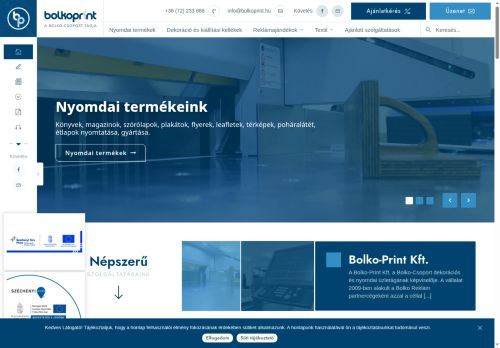 bolkoprint
A BOLKO-CSOPORT TAGJA
+36 (72) 233 888
info@bolkoprint.hu
Követés
Ajánlatkérés
Üzenet
Nyomdai termékek
Dekoráció és kiállítási kellékek
Reklámajándékok
Textil
Ajánlott szolgáltatások
Keresés...
Követés
Nyomdai termékeink
Könyvek, magazinok, szórólapok, plakátok, flyerek, leafletek, térképek, poháralátét,
étlapok nyomtatása, gyártása.
Nyomdai termékek
SZÉCHENYI
Népszerű
SZOLGÁLTATÁSAINK
Bolko-Print Kft.
A Bolko-Print Kft. a Bolko-Csoport dekorációs
és nyomdai üzletágának képviselője. A vállalat
2009-ben alakult a Bolko Reklám
partnercégeként azzal a céllal [...]
Kedves Látogató! Tájékoztatjuk, hogy a honlap felhasználói élmény fokozásának érdekében sütiket alkalmazunk. A honlapunk használatával ön a tájékoztatásunkat tudomásul veszi.
Elfogadom
Süti tájékoztató